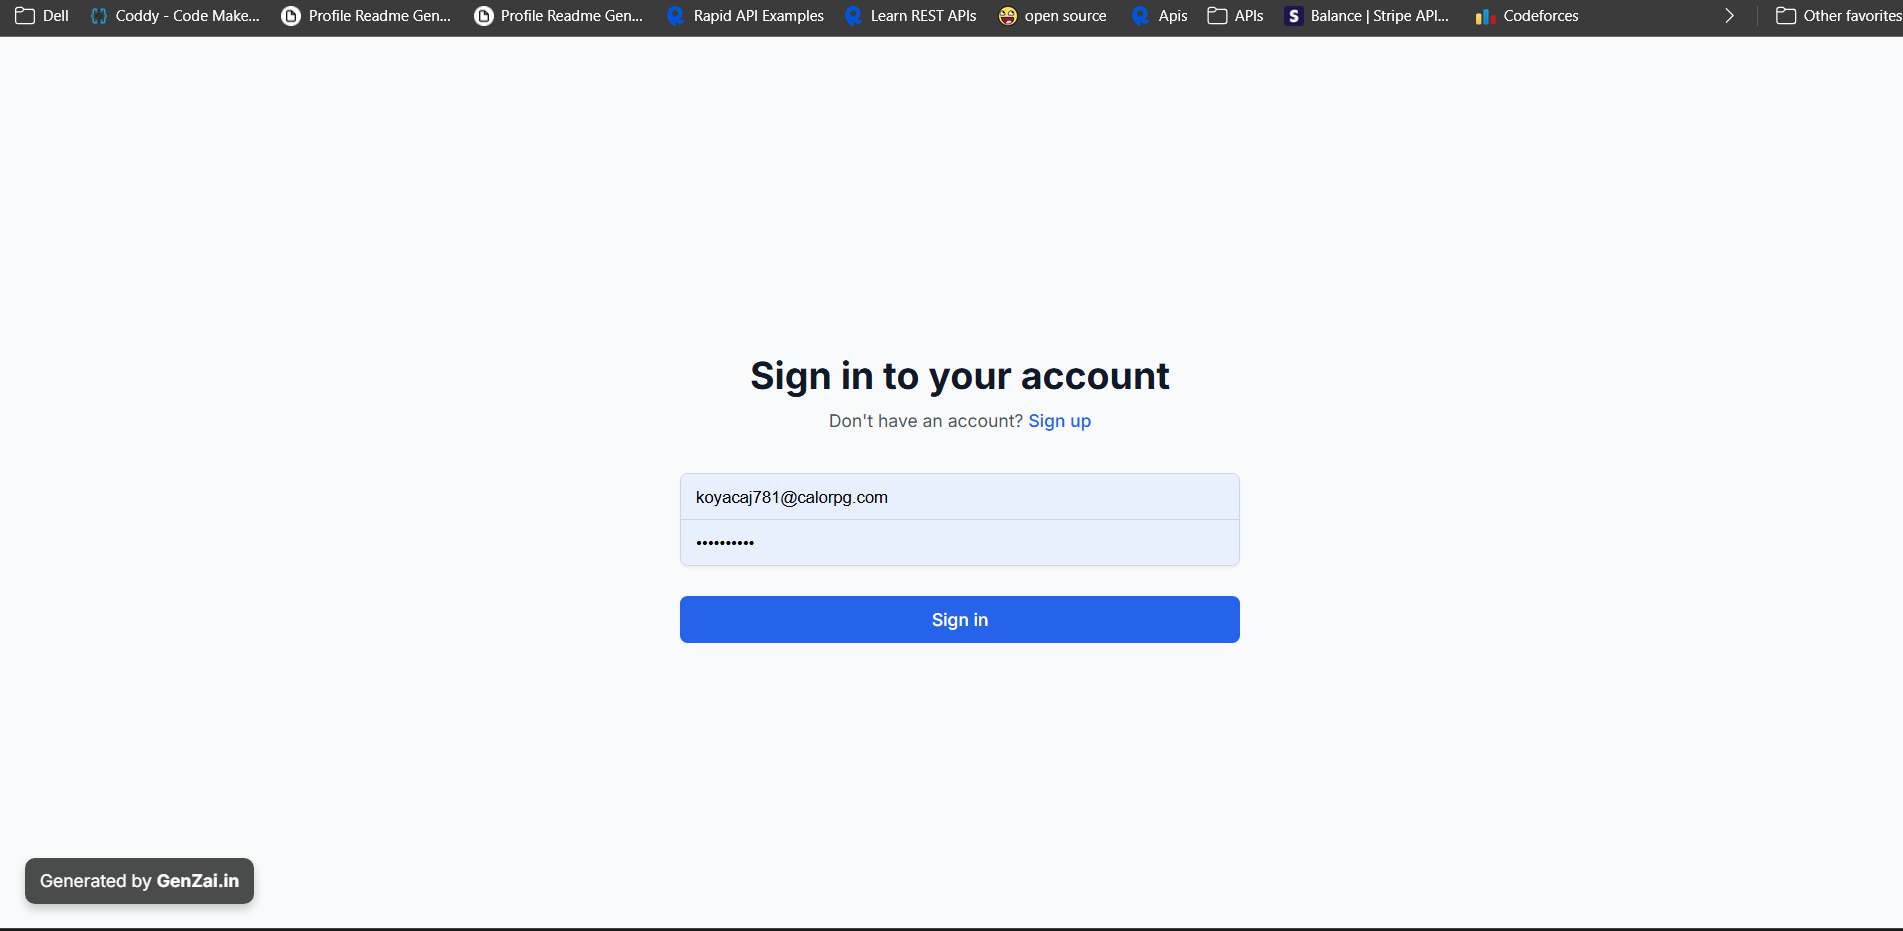 Dell Coddy - Code Make... Profile Readme Gen... Profile Readme Gen... Rapid API Examples Learn REST APIs open source Apis APIs S Balance | Stripe API... Codeforces Other favorites
Sign in to your account
Don't have an account? Sign up
koyacaj781@calorpg.com
••••••••••
Sign in
Generated by GenZai.in